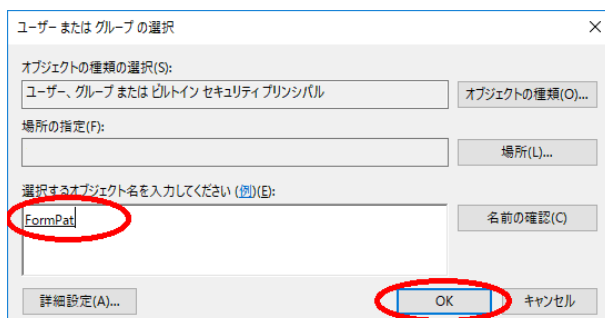 ユーザー または グループ の選択
オブジェクトの種類の選択(S):
ユーザー、グループ または ビルトイン セキュリティ プリンシパル
オブジェクトの種類(O)...
場所の指定(F):
場所(L)...
選択するオブジェクト名を入力してください (例)(E):
FormPat
名前の確認(C)
詳細設定(A)...
OK
キャンセル